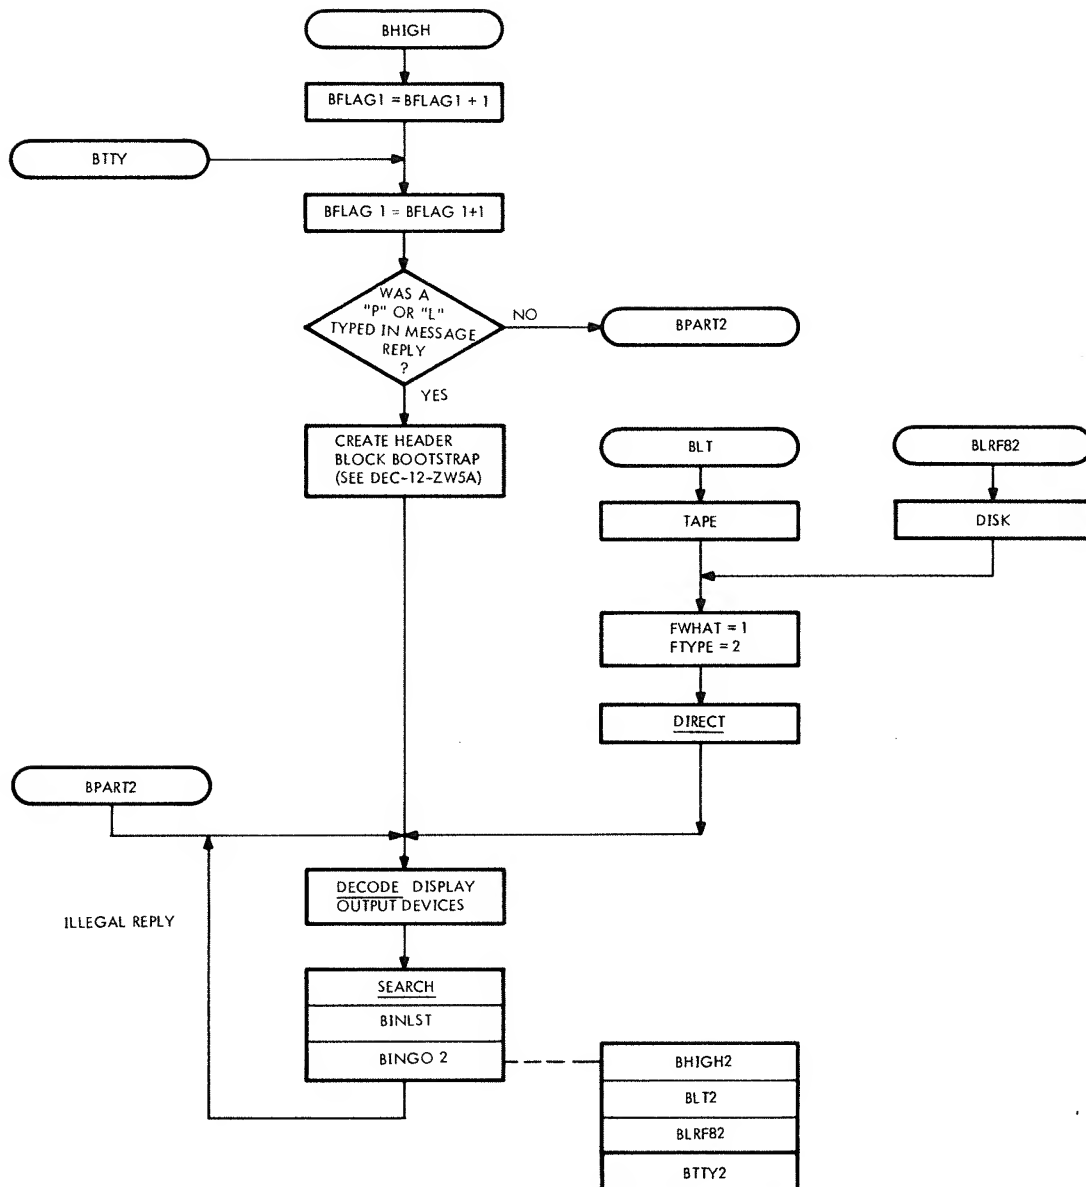 BHIGH
BFLAG1 = BFLAG1 + 1
BTTY
BFLAG 1 = BFLAG 1+1
WAS A
"P" OR "L"
TYPED IN MESSAGE
REPLY
?
NO
BPART2
YES
CREATE HEADER
BLOCK BOOTSTRAP
(SEE DEC-12-ZW5A)
BLT
BLRF82
TAPE
DISK
FWHAT = 1
FTYPE = 2
DIRECT
BPART2
DECODE DISPLAY
OUTPUT DEVICES
ILLEGAL REPLY
SEARCH
BINLST
BINGO 2
BHIGH2
BLT2
BLRF82
BTTY2